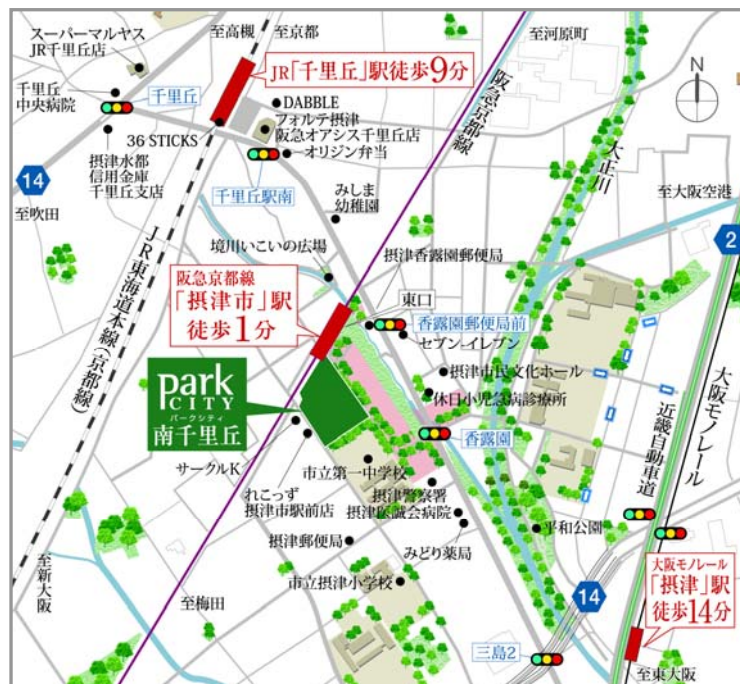 至高槻
至京都
スーパーマルヤス
JR千里丘店
JR「千里丘」駅徒歩9分
至河原町
千里丘
中央病院
千里丘
DABBLE
フォルテ摂津
阪急オアシス千里丘店
オリジン弁当
36 STICKS
阪急京都線
N
摂津水都
信用金庫
千里丘支店
14
千里丘駅南
大正川
みしま
幼稚園
至大阪空港
至吹田
2
境川いこいの広場
摂津香露園郵便局
JR東海道本線(京都線)
阪急京都線
「摂津市」駅
徒歩1分
東口
香露園郵便局前
セブン-イレブン
摂津市民文化ホール
休日小児急病診療所
park
CITY
パークシティ
南千里丘
大阪モノレール
近畿自動車道
香露園
サークルK
市立第一中学校
れこっず
摂津市駅前店
摂津警察署
摂津医誠会病院
平和公園
摂津郵便局
みどり薬局
至新大阪
市立摂津小学校
至梅田
14
大阪モノレール
「摂津」駅
徒歩14分
三島2
至東大阪